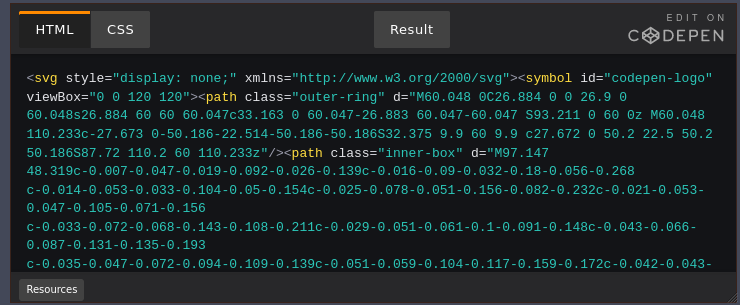 HTML CSS Result EDIT ON
CODEPEN
<svg style="display: none;" xmlns="http://www.w3.org/2000/svg"><symbol id="codepen-logo"
viewBox="0 0 120 120"><path class="outer-ring" d="M60.048 0C26.884 0 0 26.9 0
60.048s26.884 60 60 60.047c33.163 0 60.047-26.883 60.047-60.047 S93.211 0 60 0z M60.048
110.233c-27.673 0-50.186-22.514-50.186-50.186S32.375 9.9 60 9.9 c27.672 0 50.2 22.5 50.2
50.186S87.72 110.2 60 110.233z"/><path class="inner-box" d="M97.147
48.319c-0.007-0.047-0.019-0.092-0.026-0.139c-0.016-0.09-0.032-0.18-0.056-0.268
c-0.014-0.053-0.033-0.104-0.05-0.154c-0.025-0.078-0.051-0.156-0.082-0.232c-0.021-0.053-
0.047-0.105-0.071-0.156
c-0.033-0.072-0.068-0.143-0.108-0.211c-0.029-0.051-0.061-0.1-0.091-0.148c-0.043-0.066-
0.087-0.131-0.135-0.193
c-0.035-0.047-0.072-0.094-0.109-0.139c-0.051-0.059-0.104-0.117-0.159-0.172c-0.042-0.043-
Resources